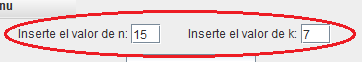 nu
Inserte el valor de n: 15 Inserte el valor de k: 7